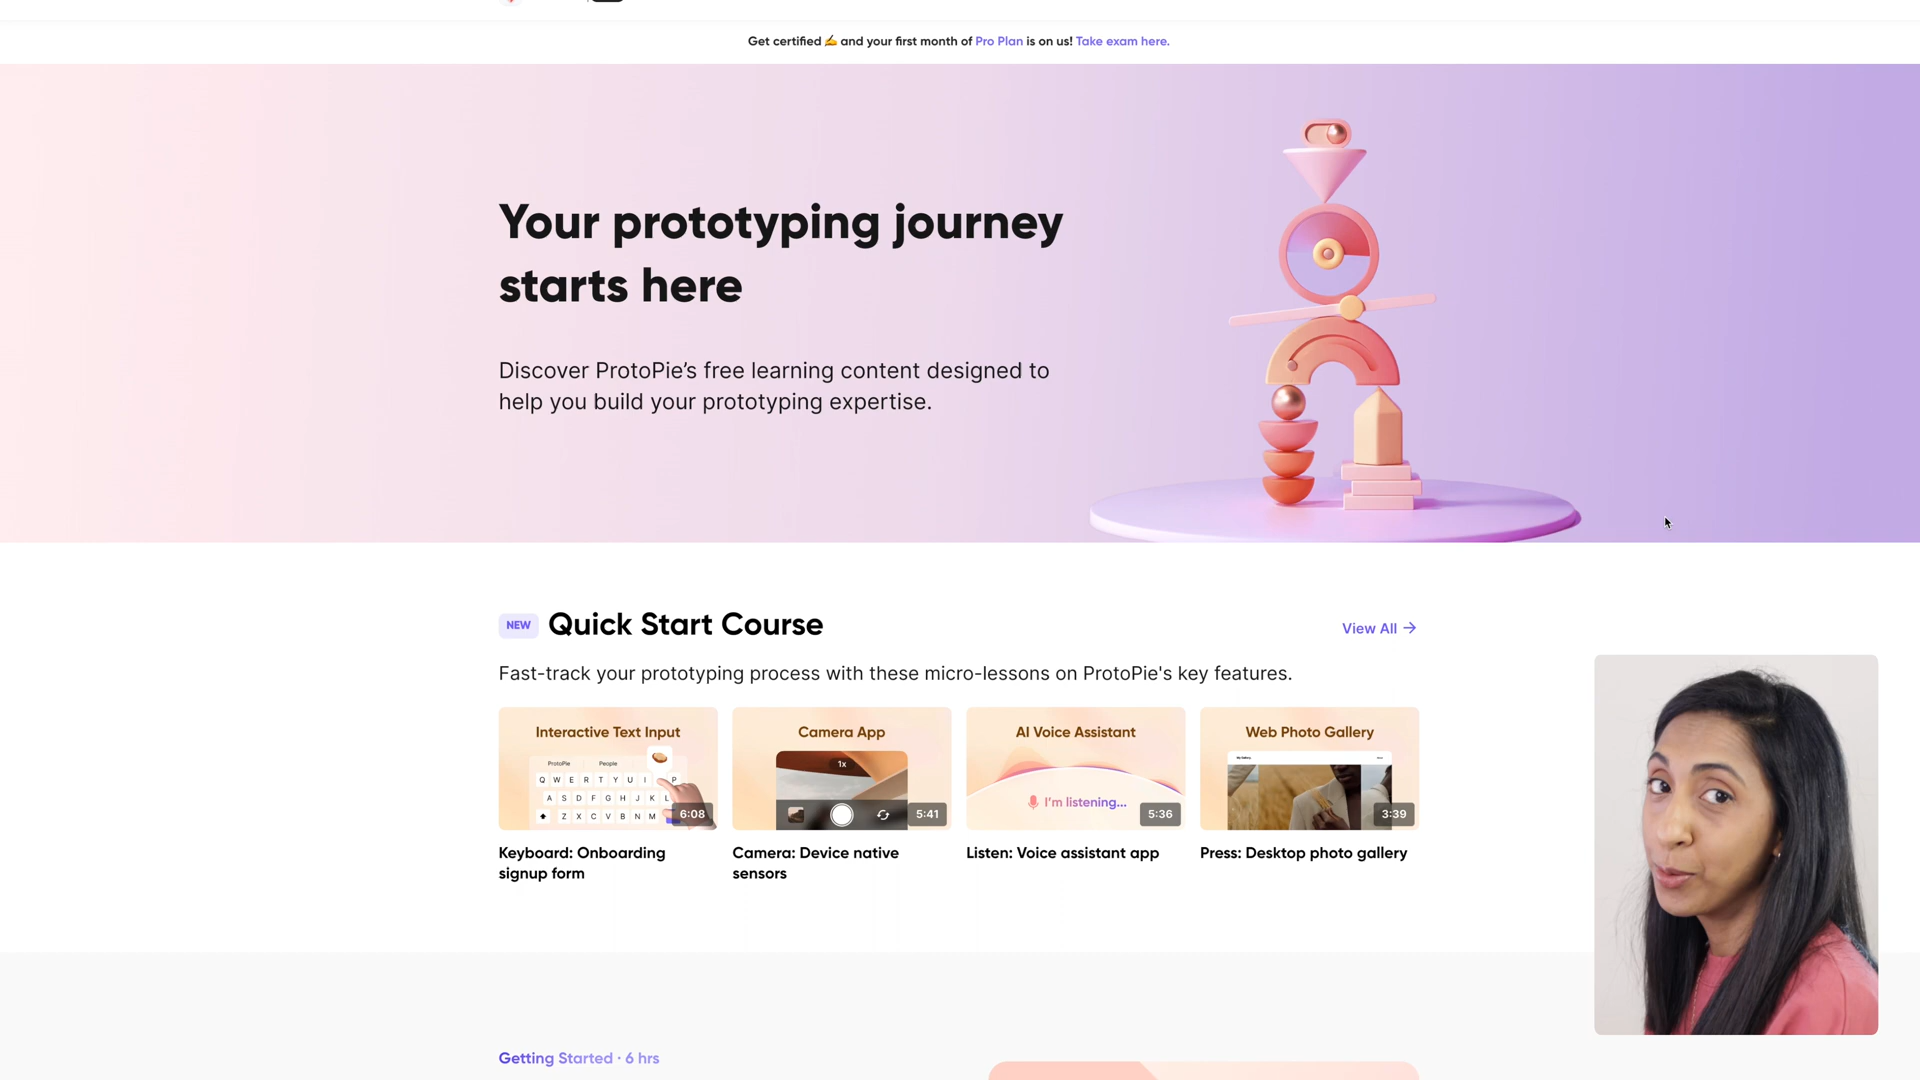 Get certified ✍️ and your first month of Pro Plan is on us! Take exam here.
Your prototyping journey
starts here
Discover ProtoPie’s free learning content designed to
help you build your prototyping expertise.
NEW
Quick Start Course
View All →
Fast-track your prototyping process with these micro-lessons on ProtoPie's key features.
Interactive Text Input
ProtoPie People
Q W E R T Y U I P
A S D F G H J K L
Z X C V B N M
6:08
Keyboard: Onboarding
signup form
Camera App
1x
5:41
Camera: Device native
sensors
AI Voice Assistant
I’m listening...
5:36
Listen: Voice assistant app
Web Photo Gallery
3:39
Press: Desktop photo gallery
Getting Started · 6 hrs